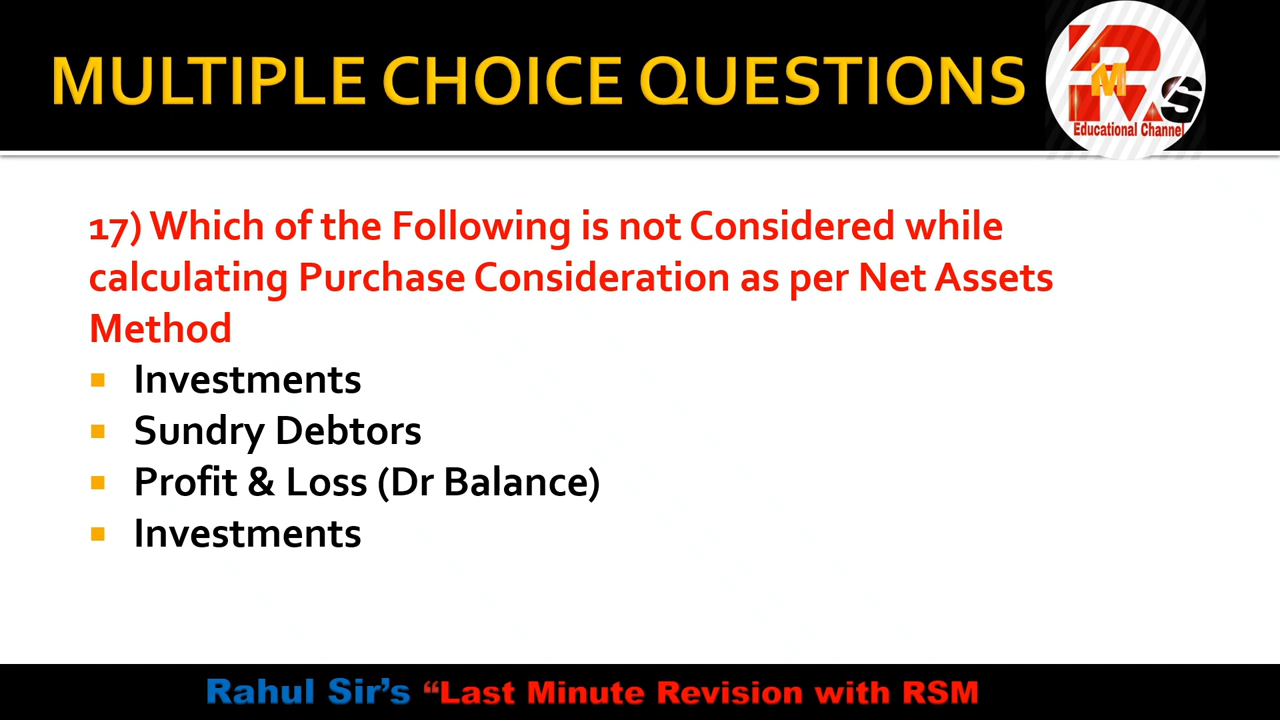 MULTIPLE CHOICE QUESTIONS
RMS
Educational Channel
17) Which of the Following is not Considered while
calculating Purchase Consideration as per Net Assets
Method
▪ Investments
▪ Sundry Debtors
▪ Profit & Loss (Dr Balance)
▪ Investments
Rahul Sir's “Last Minute Revision with RSM